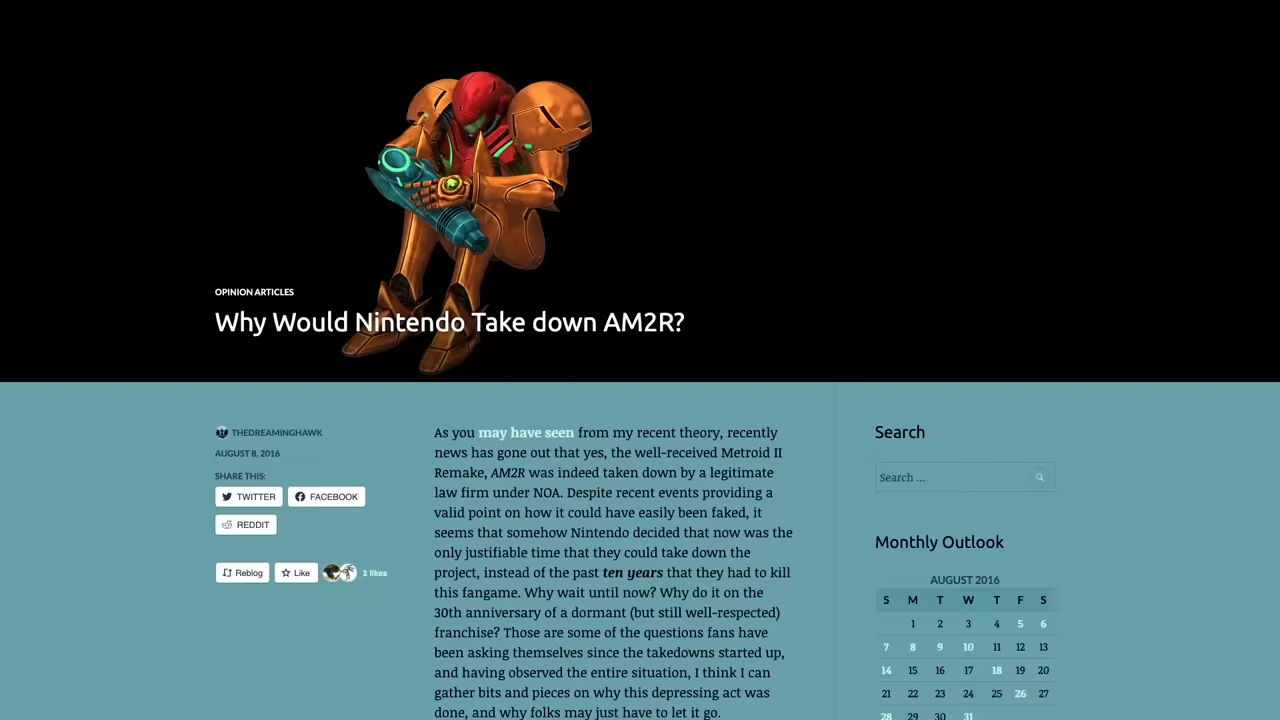 OPINION ARTICLES
Why Would Nintendo Take down AM2R?
THEDREAMINGHAWK
AUGUST 8, 2016
SHARE THIS:
TWITTER FACEBOOK
REDDIT
Reblog Like 2 likes
As you may have seen from my recent theory, recently
news has gone out that yes, the well-received Metroid II
Remake, AM2R was indeed taken down by a legitimate
law firm under NOA. Despite recent events providing a
valid point on how it could have easily been faked, it
seems that somehow Nintendo decided that now was the
only justifiable time that they could take down the
project, instead of the past ten years that they had to kill
this fangame. Why wait until now? Why do it on the
30th anniversary of a dormant (but still well-respected)
franchise? Those are some of the questions fans have
been asking themselves since the takedowns started up,
and having observed the entire situation, I think I can
gather bits and pieces on why this depressing act was
done, and why folks may just have to let it go.
Search
Search ...
Monthly Outlook
AUGUST 2016
S M T W T F S
1 2 3 4 5 6
7 8 9 10 11 12 13
14 15 16 17 18 19 20
21 22 23 24 25 26 27
28 29 30 31